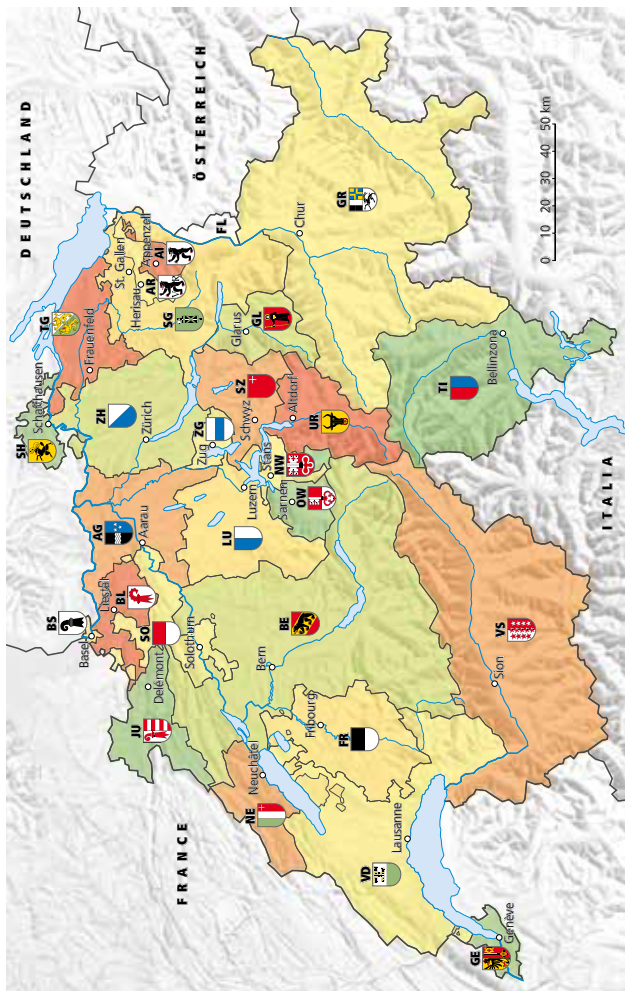 DEUTSCHLAND
ÖSTERREICH
FRANCE
ITALIA
FL
SH
Schaffhausen
TG
Frauenfeld
BS
Basel
Liestal
BL
AG
Aarau
ZH
Zürich
St. Gallen
Herisau
AR
Appenzell
AI
SG
JU
Delémont
SO
Solothurn
LU
Luzern
ZG
Zug
SZ
Schwyz
Glarus
GL
NE
Neuchâtel
Bern
BE
Sarnen
OW
Stans
NW
Altdorf
UR
Chur
GR
Fribourg
FR
VD
Lausanne
Sion
VS
TI
Bellinzona
GE
Genève
0 10 20 30 40 50 km